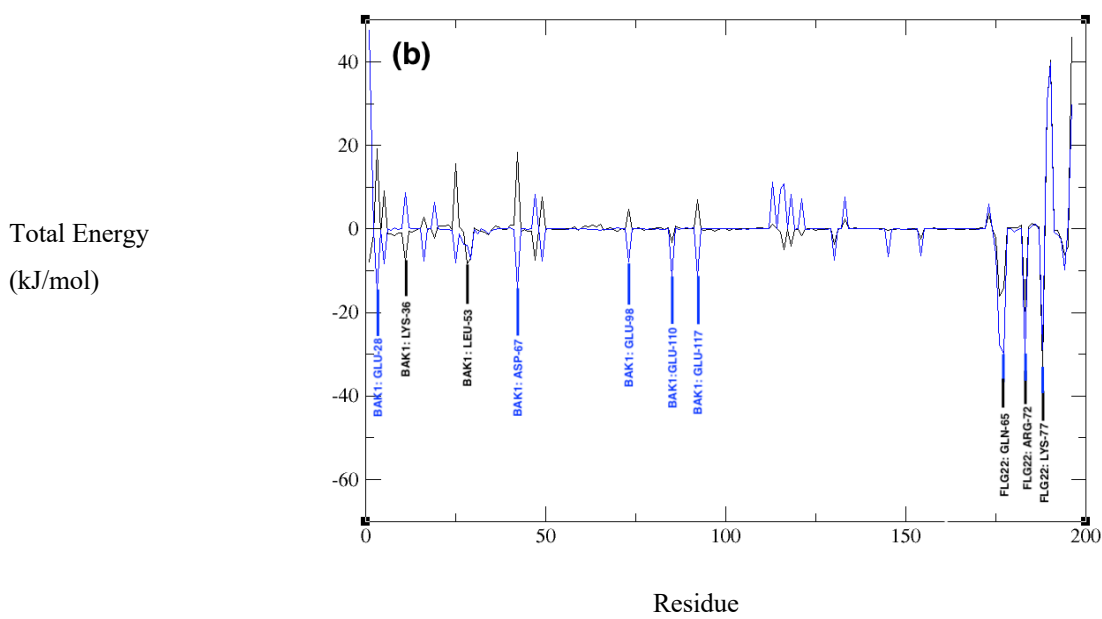 (b)
Total Energy
(kJ/mol)
40
20
0
-20
-40
-60
BAK1: GLU-28
BAK1: LYS-36
BAK1: LEU-53
BAK1: ASP-67
BAK1: GLU-98
BAK1:GLU-110
BAK1: GLU-117
FLG22: GLN-65
FLG22: ARG-72
FLG22: LYS-77
0 50 100 150 200
Residue